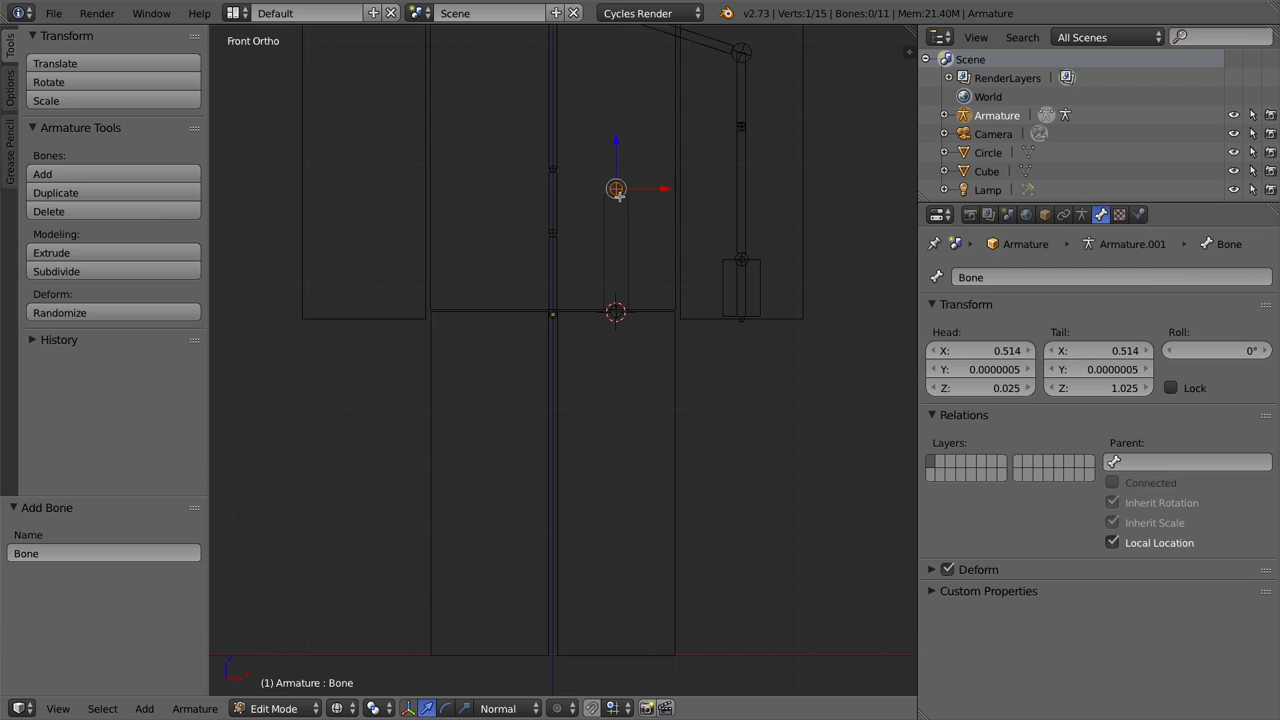 File Render Window Help Default Scene Cycles Render v2.73 | Verts:1/15 | Bones:0/11 | Mem:21.40M | Armature
Tools
Options
Grease Pencil
Transform
Translate
Rotate
Scale
Armature Tools
Bones:
Add
Duplicate
Delete
Modeling:
Extrude
Subdivide
Deform:
Randomize
History
Add Bone
Name
Bone
Front Ortho
z
(1) Armature : Bone
View Select Add Armature Edit Mode Normal
View Search All Scenes
Scene
RenderLayers
World
Armature
Camera
Circle
Cube
Lamp
Armature Armature.001 Bone
Bone
Transform
Head: Tail: Roll:
X: 0.514 X: 0.514 0°
Y: 0.0000005 Y: 0.0000005
Z: 0.025 Z: 1.025 Lock
Relations
Layers: Parent:
Connected
Inherit Rotation
Inherit Scale
Local Location
Deform
Custom Properties